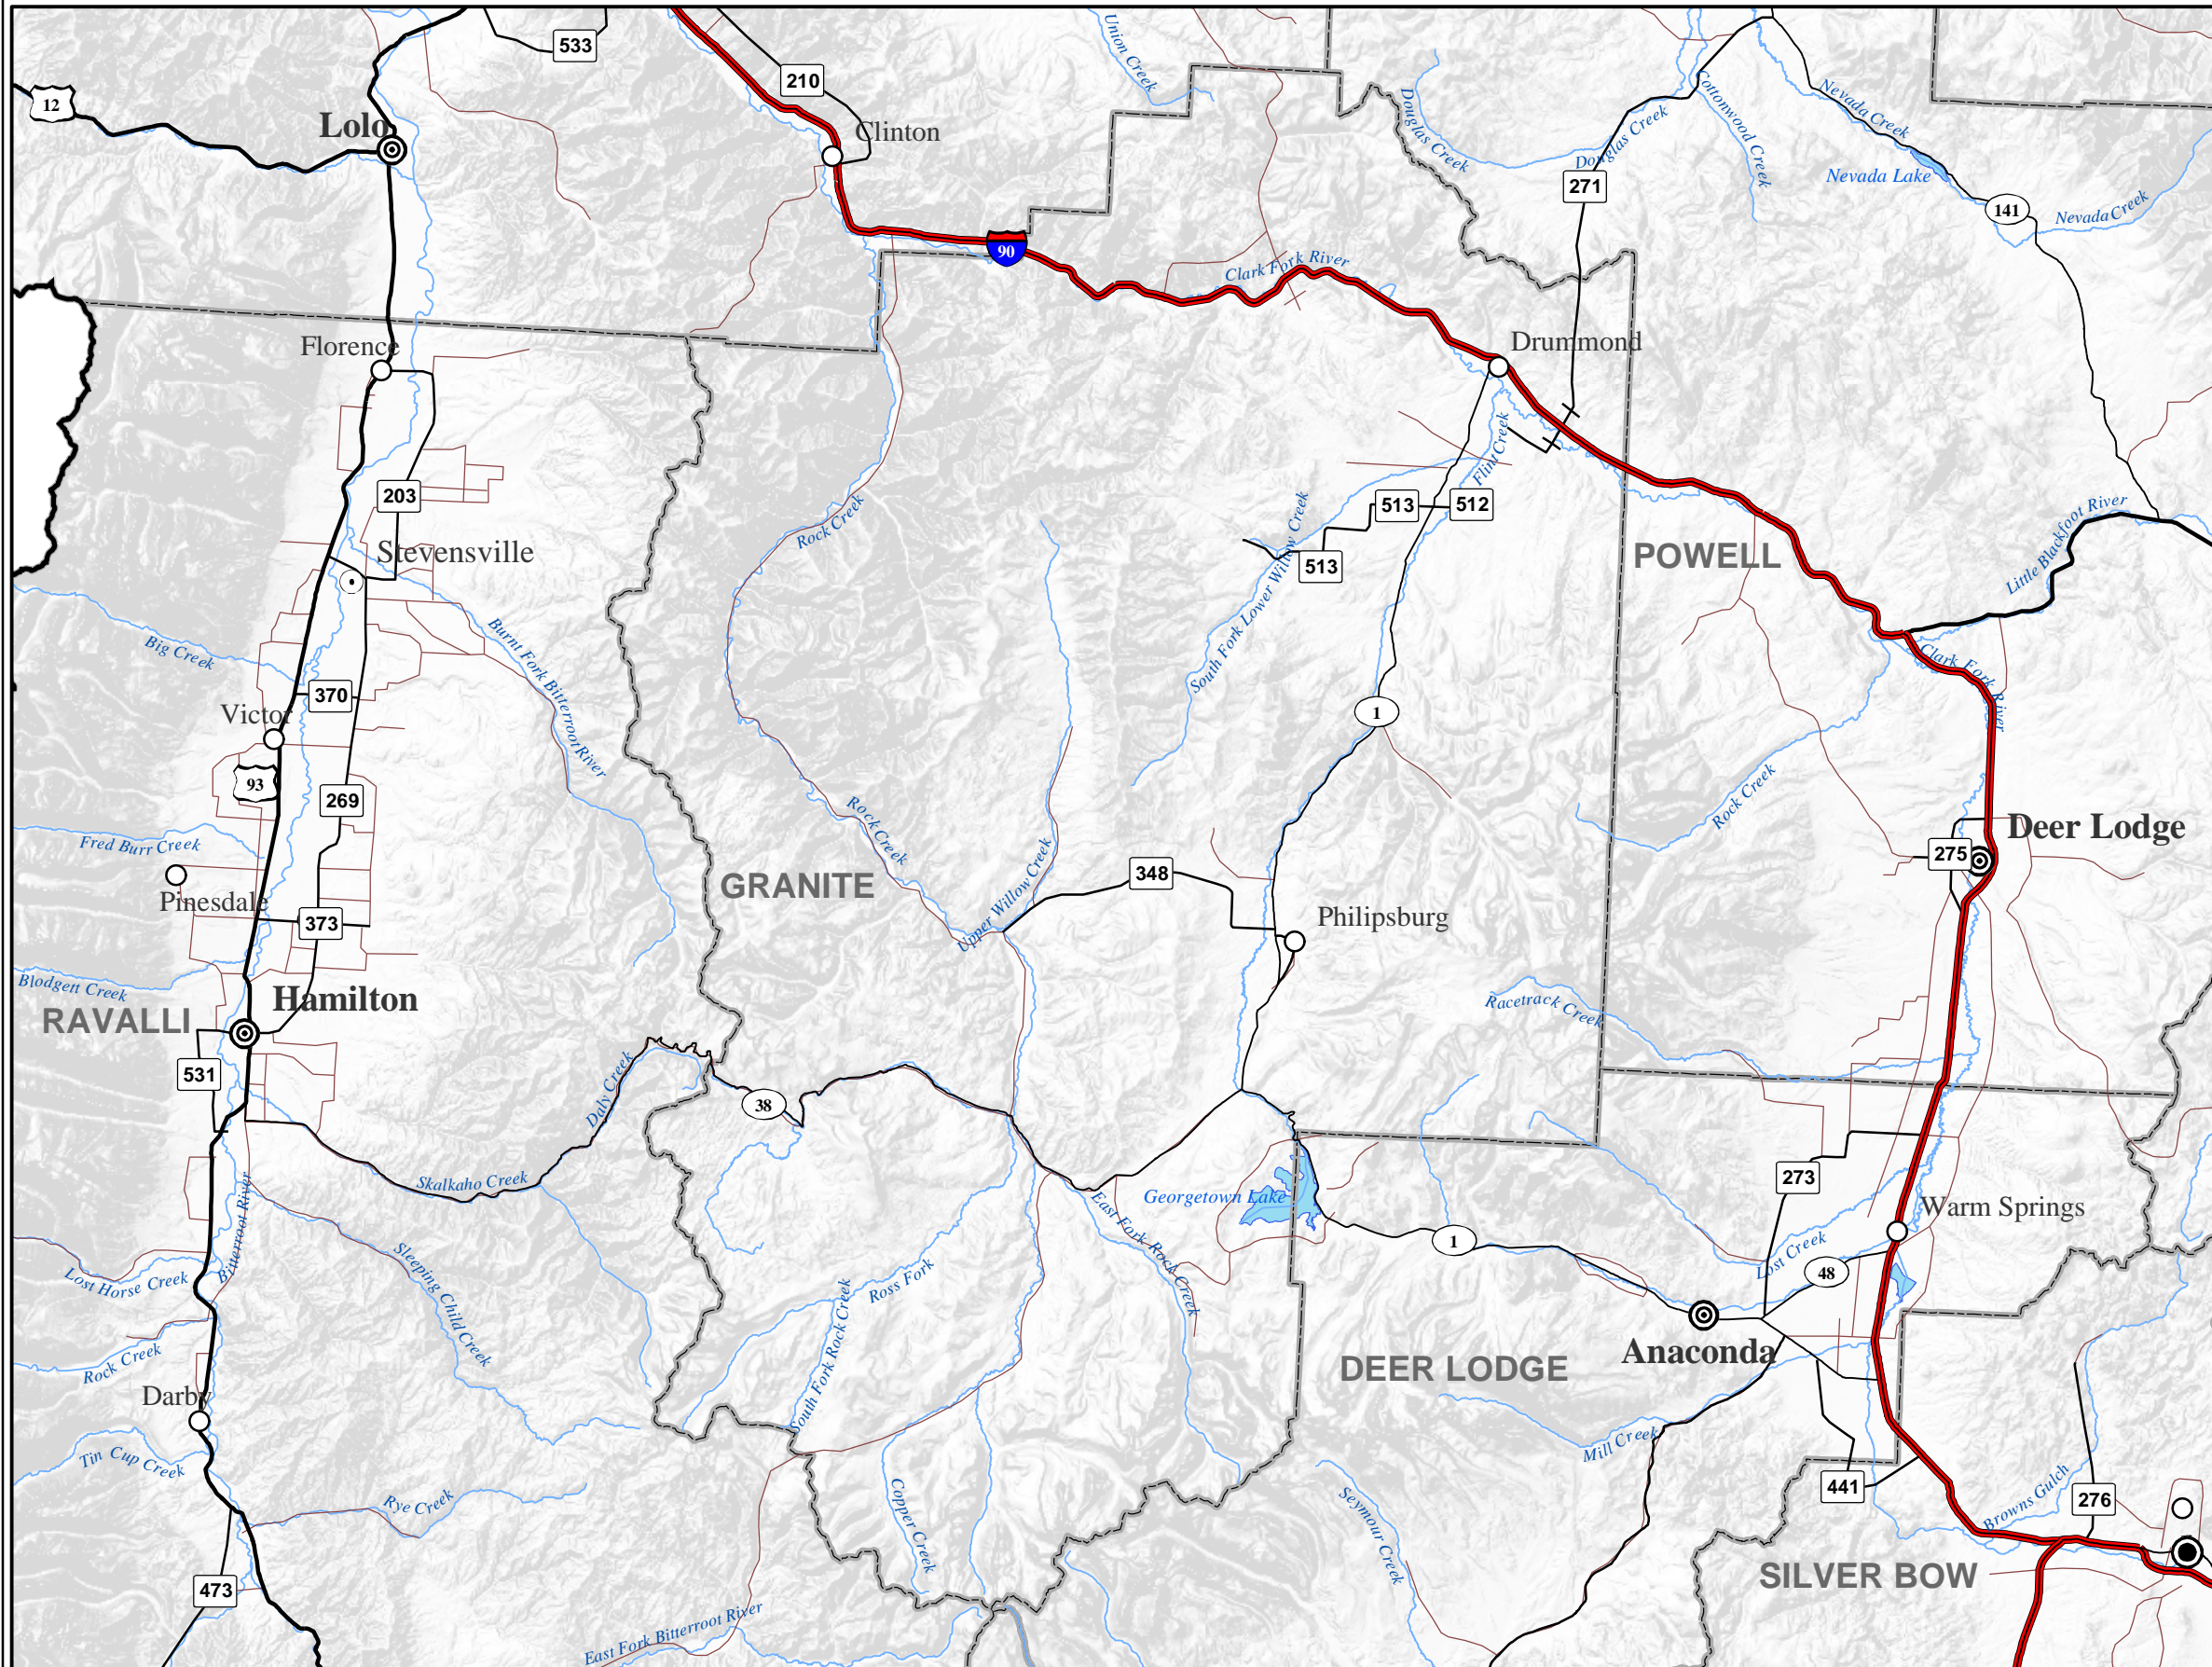 533
210
12
Lolo
Clinton
Union Creek
Douglas Creek
Douglas Creek
Cottonwood Creek
Nevada Creek
Nevada Lake
271
141
Nevada Creek
90
Clark Fork River
Florence
Drummond
203
Rock Creek
Flint Creek
513
512
513
Stevensville
POWELL
Little Blackfoot River
South Fork Lower Willow Creek
Big Creek
Burnt Fork Bitterroot River
Clark Fork River
370
Victor
1
93
269
Rock Creek
Rock Creek
Fred Burr Creek
Deer Lodge
275
Pinesdale
GRANITE
348
Upper Willow Creek
Philipsburg
373
Blodgett Creek
Hamilton
RAVALLI
Racetrack Creek
531
Daly Creek
38
Skalkaho Creek
Georgetown Lake
273
Warm Springs
Bitterroot River
East Fork Rock Creek
1
Lost Creek
48
Lost Horse Creek
Sleeping Child Creek
Ross Fork
South Fork Rock Creek
Rock Creek
Anaconda
DEER LODGE
Darby
Mill Creek
Tin Cup Creek
Rye Creek
Copper Creek
Seymour Creek
441
Browns Gulch
276
SILVER BOW
473
East Fork Bitterroot River